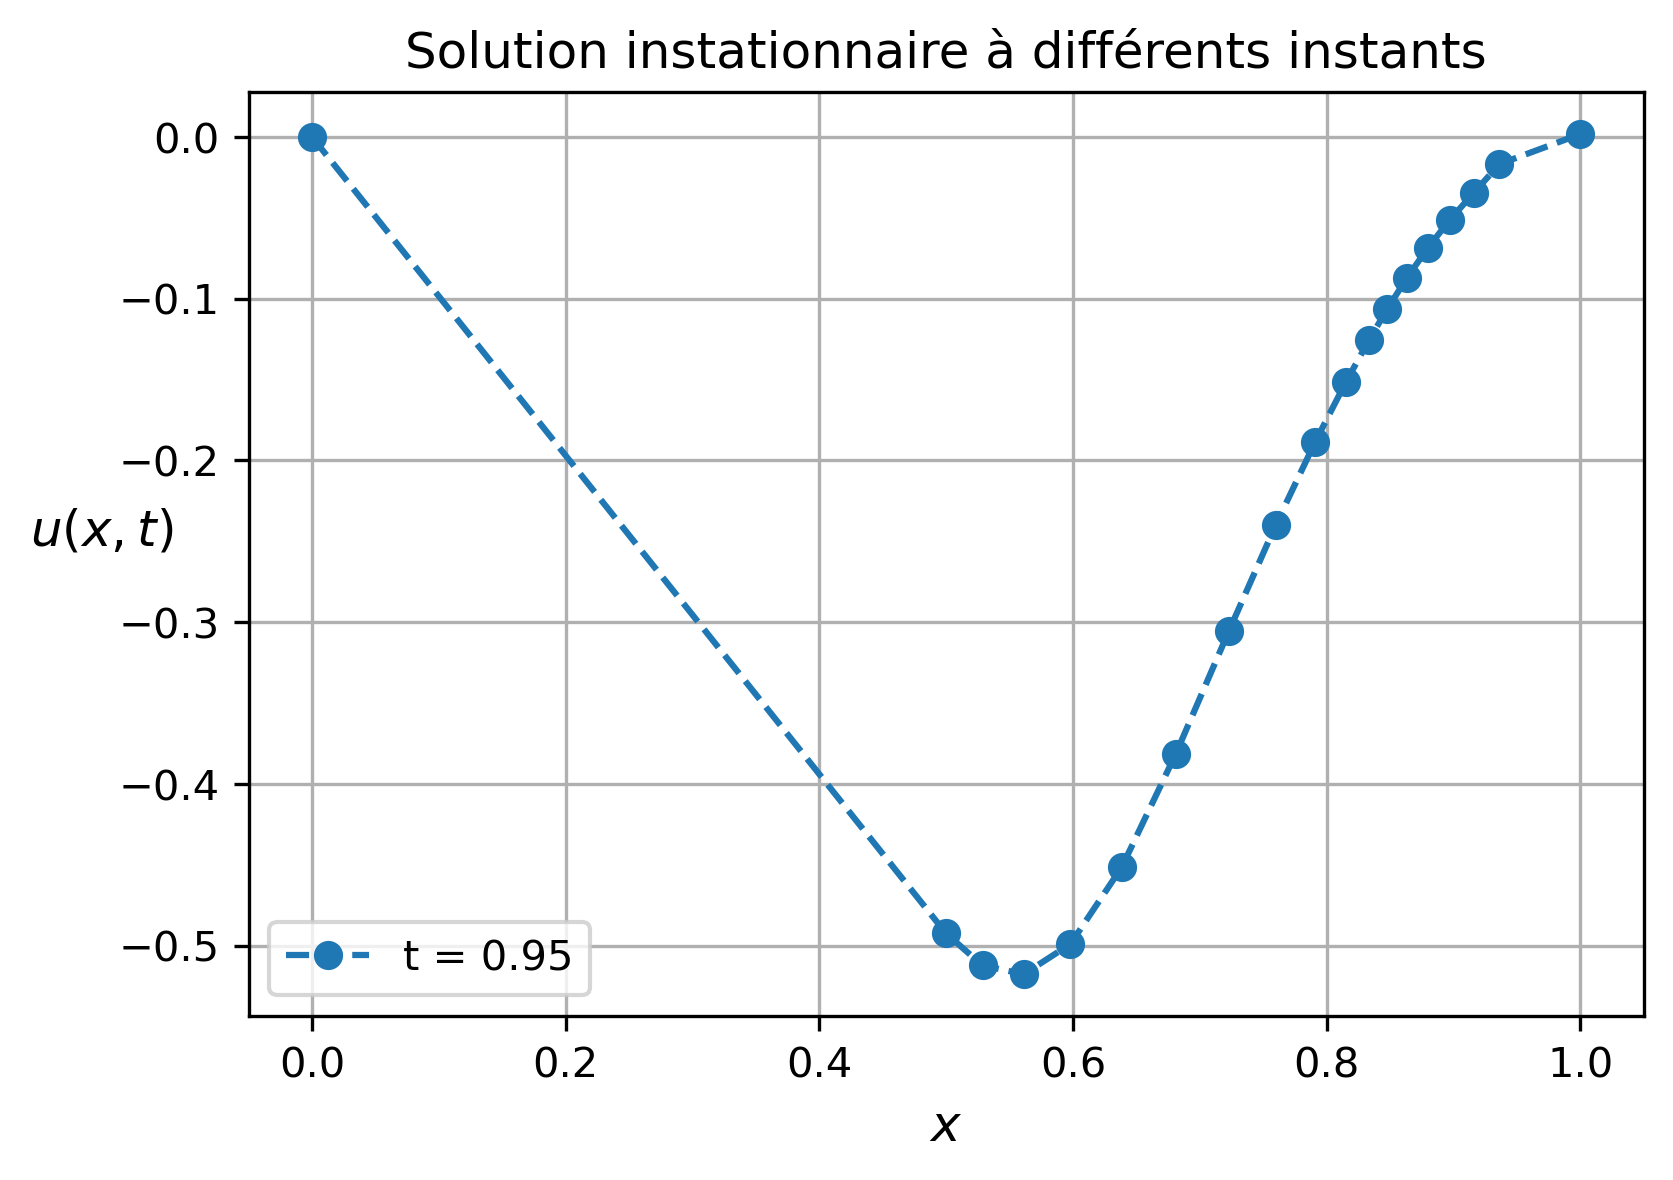 Solution instationnaire à différents instants
0.0
−0.1
−0.2
u(x, t)
−0.3
−0.4
−0.5
t = 0.95
0.0 0.2 0.4 0.6 0.8 1.0
x